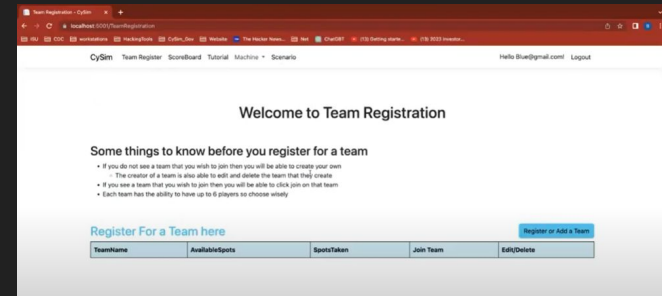 Team Registration - CySim
localhost:5001/TeamRegistration
ISU CDC workstations HackingTools CySim_Dev Website The Hacker News... Net ChatGBT (13) Getting starte... (13) 3033 investor...
CySim Team Register ScoreBoard Tutorial Machine Scenario Hello Blue@gmail.com! Logout
Welcome to Team Registration
Some things to know before you register for a team
If you do not see a team that you wish to join then you will be able to create your own
The creator of a team is also able to edit and delete the team that they create
If you see a team that you wish to join then you will be able to click join on that team
Each team has the ability to have up to 6 players so choose wisely
Register For a Team here Register or Add a Team
TeamName AvailableSpots SpotsTaken Join Team Edit/Delete